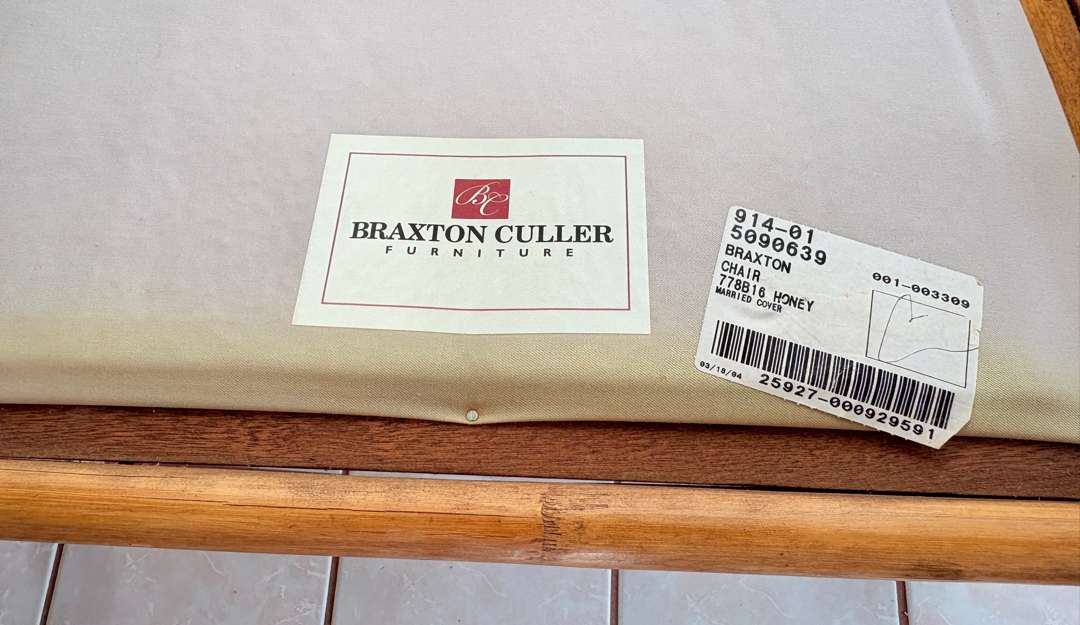 BC
BRAXTON CULLER
FURNITURE
914-01
5090639
BRAXTON
CHAIR
778B16 HONEY
MARRIED COVER
001-003309
03/18/04
25927-000929591